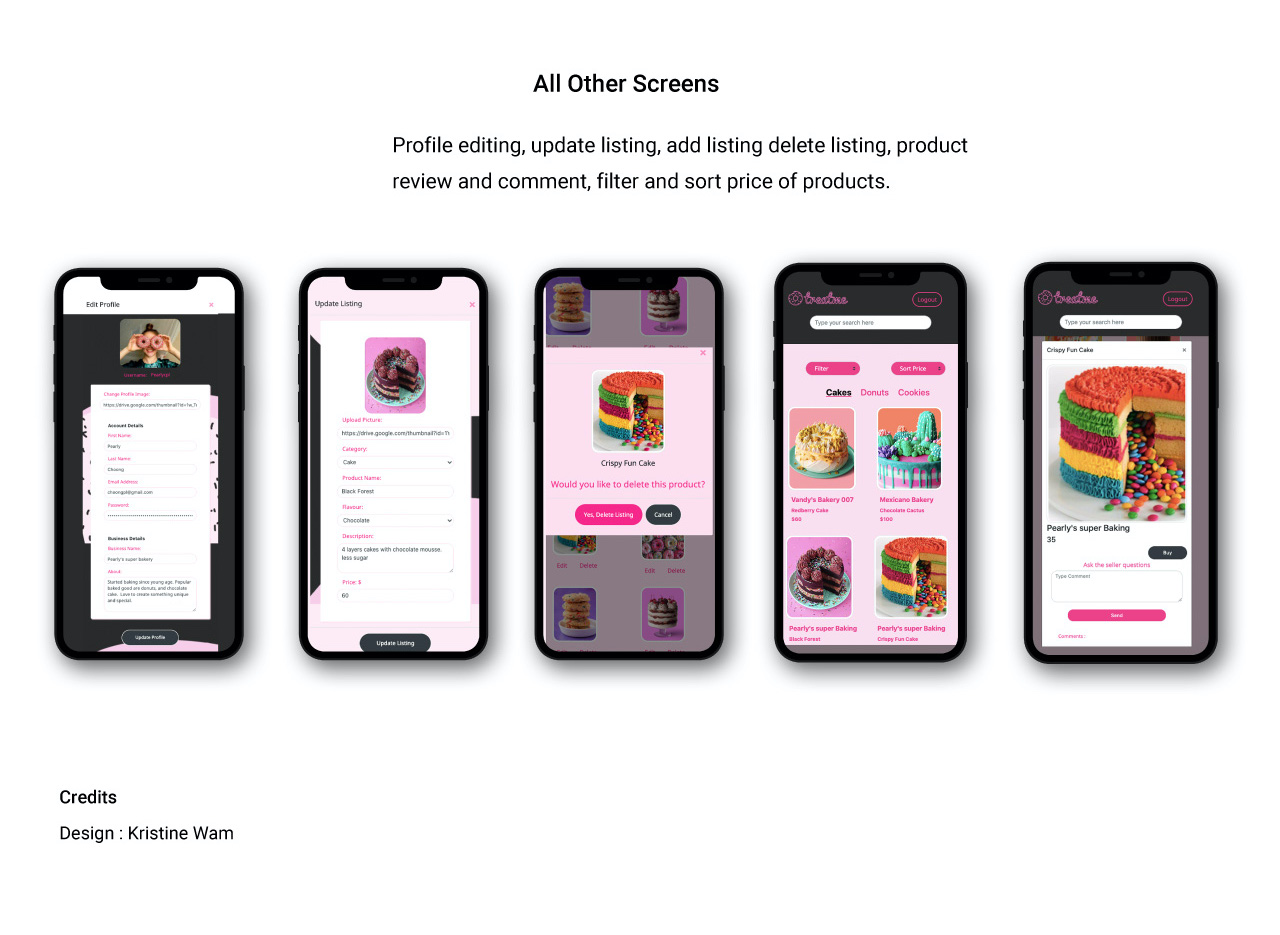 All Other Screens
Profile editing, update listing, add listing delete listing, product
review and comment, filter and sort price of products.
Edit Profile
×
Username: Pearlygi
Change Profile Image:
https://drive.google.com/thumbnail?id=1w_7i
Account Details
First Name:
Pearly
Last Name:
Choong
Email Address:
choongpl@gmail.com
Password:
Business Details
Business Name:
Pearly's super bakery
About:
Started baking since young age. Popular
baked good are donuts, and chocolate
cake. Love to create something unique
and special.
Update Profile
Update Listing
×
Upload Picture:
https://drive.google.com/thumbnail?id=1i
Category:
Cake
Product Name:
Black Forest
Flavour:
Chocolate
Description:
4 layers cakes with chocolate mousse.
less sugar
Price: $
60
Update Listing
×
Crispy Fun Cake
Would you like to delete this product?
Yes, Delete Listing
Cancel
Edit Delete
Edit Delete
treatme
Logout
Type your search here
Filter
Sort Price
Cakes Donuts Cookies
Vandy's Bakery 007
Redberry Cake
$60
Mexicano Bakery
Chocolate Cactus
$100
Pearly's super Baking
Black Forest
Pearly's super Baking
Crispy Fun Cake
treatme
Logout
Type your search here
Crispy Fun Cake
×
Pearly's super Baking
35
Buy
Ask the seller questions
Type Comment
Send
Comments :
Credits
Design : Kristine Wam